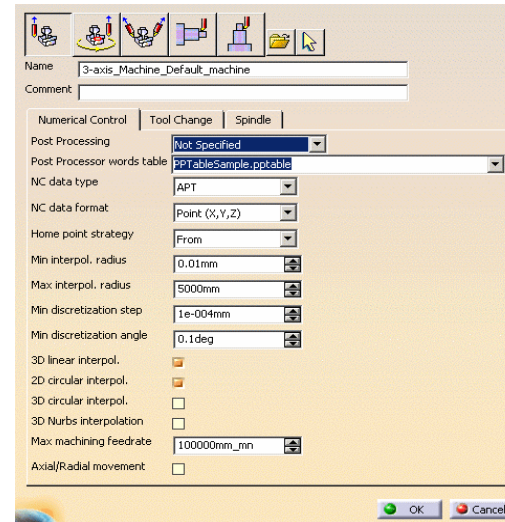 Name 3-axis_Machine_Default_machine
Comment
Numerical Control Tool Change Spindle
Post Processing Not Specified
Post Processor words table PPTableSample.pptable
NC data type APT
NC data format Point (X,Y,Z)
Home point strategy From
Min interpol. radius 0.01mm
Max interpol. radius 5000mm
Min discretization step 1e-004mm
Min discretization angle 0.1deg
3D linear interpol.
2D circular interpol.
3D circular interpol.
3D Nurbs interpolation
Max machining feedrate 100000mm_mn
Axial/Radial movement
OK Cancel